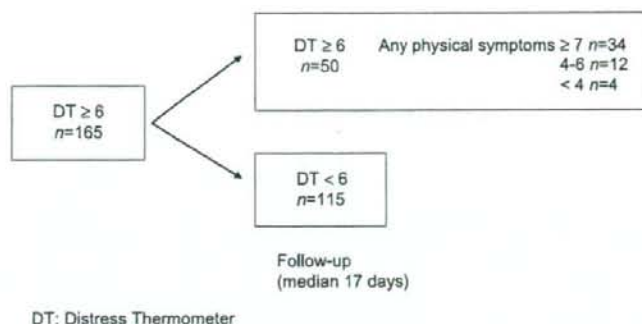 DT ≥ 6
n=165
DT ≥ 6 Any physical symptoms ≥ 7 n=34
n=50 4-6 n=12
< 4 n=4
DT < 6
n=115
Follow-up
(median 17 days)
DT: Distress Thermometer